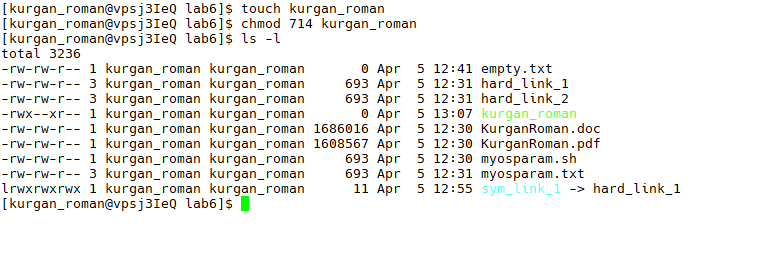 [kurgan_roman@vpsj3IeQ lab6]$ touch kurgan_roman
[kurgan_roman@vpsj3IeQ lab6]$ chmod 714 kurgan_roman
[kurgan_roman@vpsj3IeQ lab6]$ ls -l
total 3236
-rw-rw-r-- 1 kurgan_roman kurgan_roman       0 Apr  5 12:41 empty.txt
-rw-rw-r-- 3 kurgan_roman kurgan_roman     693 Apr  5 12:31 hard_link_1
-rw-rw-r-- 3 kurgan_roman kurgan_roman     693 Apr  5 12:31 hard_link_2
-rwx--xr-- 1 kurgan_roman kurgan_roman       0 Apr  5 13:07 kurgan_roman
-rw-rw-r-- 1 kurgan_roman kurgan_roman 1686016 Apr  5 12:30 KurganRoman.doc
-rw-rw-r-- 1 kurgan_roman kurgan_roman 1608567 Apr  5 12:30 KurganRoman.pdf
-rw-rw-r-- 1 kurgan_roman kurgan_roman     693 Apr  5 12:30 myosparam.sh
-rw-rw-r-- 3 kurgan_roman kurgan_roman     693 Apr  5 12:31 myosparam.txt
lrwxrwxrwx 1 kurgan_roman kurgan_roman      11 Apr  5 12:55 sym_link_1 -> hard_link_1
[kurgan_roman@vpsj3IeQ lab6]$